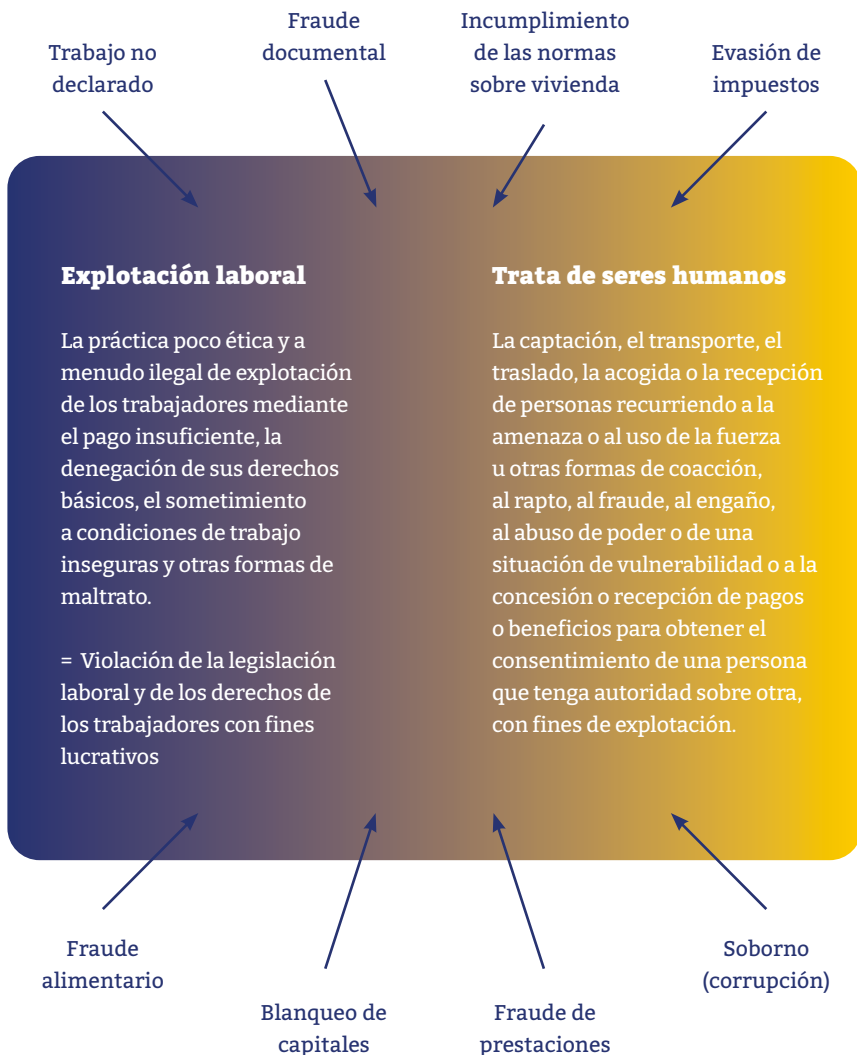 Trabajo no
declarado
Fraude
documental
Incumplimiento
de las normas
sobre vivienda
Evasión de
impuestos
Explotación laboral
La práctica poco ética y a
menudo ilegal de explotación
de los trabajadores mediante
el pago insuficiente, la
denegación de sus derechos
básicos, el sometimiento
a condiciones de trabajo
inseguras y otras formas de
maltrato.
= Violación de la legislación
laboral y de los derechos de
los trabajadores con fines
lucrativos
Trata de seres humanos
La captación, el transporte, el
traslado, la acogida o la recepción
de personas recurriendo a la
amenaza o al uso de la fuerza
u otras formas de coacción,
al rapto, al fraude, al engaño,
al abuso de poder o de una
situación de vulnerabilidad o a la
concesión o recepción de pagos
o beneficios para obtener el
consentimiento de una persona
que tenga autoridad sobre otra,
con fines de explotación.
Fraude
alimentario
Blanqueo de
capitales
Fraude de
prestaciones
Soborno
(corrupción)